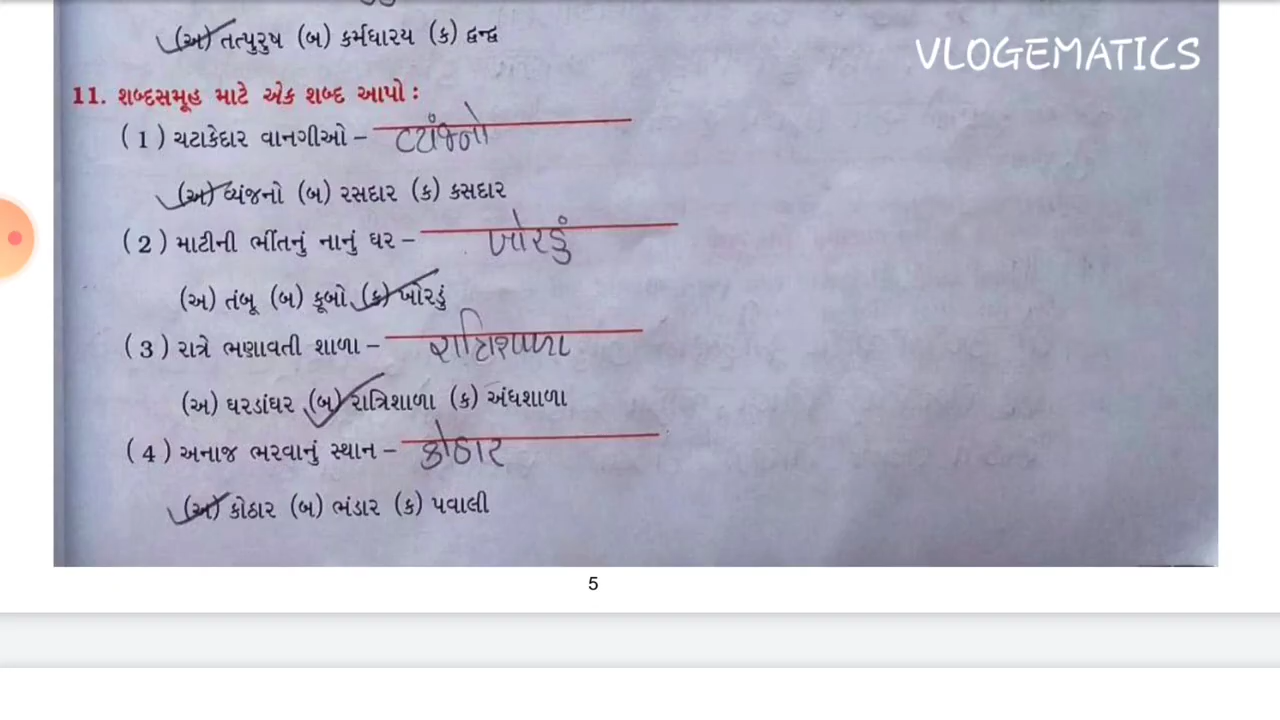 (અ) તત્પુરુષ (બ) કર્મધારય (ક) દ્વન્દ્વ
VLOGEMATICS
11. શબ્દસમૂહ માટે એક શબ્દ આપો :
(1) ચટાકેદાર વાનગીઓ – વ્યંજનો
(અ) વ્યંજનો (બ) રસદાર (ક) કસદાર
(2) માટીની ભીંતનું નાનું ઘર – ખોરડું
(અ) તંબૂ (બ) કૂબો (ક) ખોરડું
(3) રાત્રે ભણાવતી શાળા – રાત્રિશાળા
(અ) ઘરડાંઘર (બ) રાત્રિશાળા (ક) અંધશાળા
(4) અનાજ ભરવાનું સ્થાન – કોઠાર
(અ) કોઠાર (બ) ભંડાર (ક) પવાલી
5